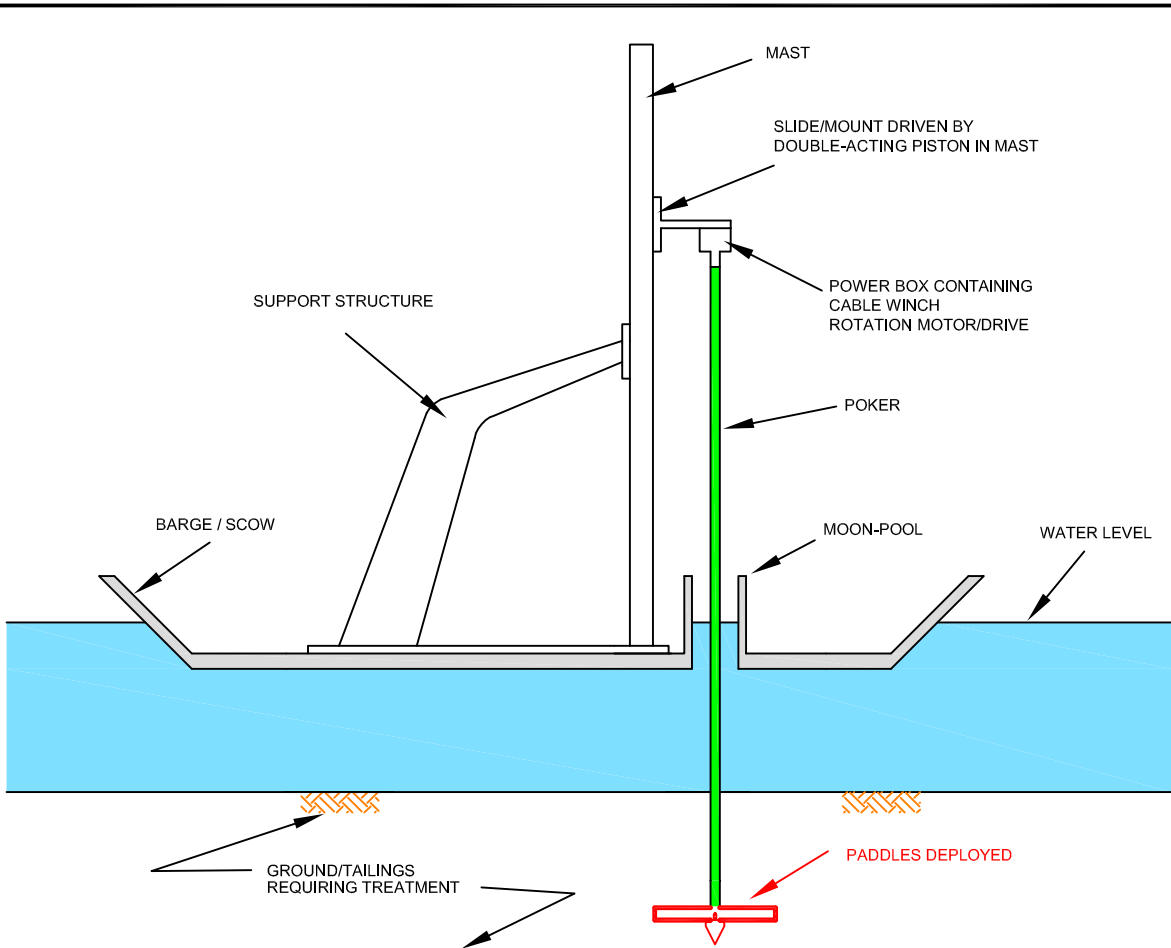 MAST
SLIDE/MOUNT DRIVEN BY
DOUBLE-ACTING PISTON IN MAST
POWER BOX CONTAINING
CABLE WINCH
ROTATION MOTOR/DRIVE
SUPPORT STRUCTURE
POKER
BARGE / SCOW
MOON-POOL
WATER LEVEL
PADDLES DEPLOYED
GROUND/TAILINGS
REQUIRING TREATMENT